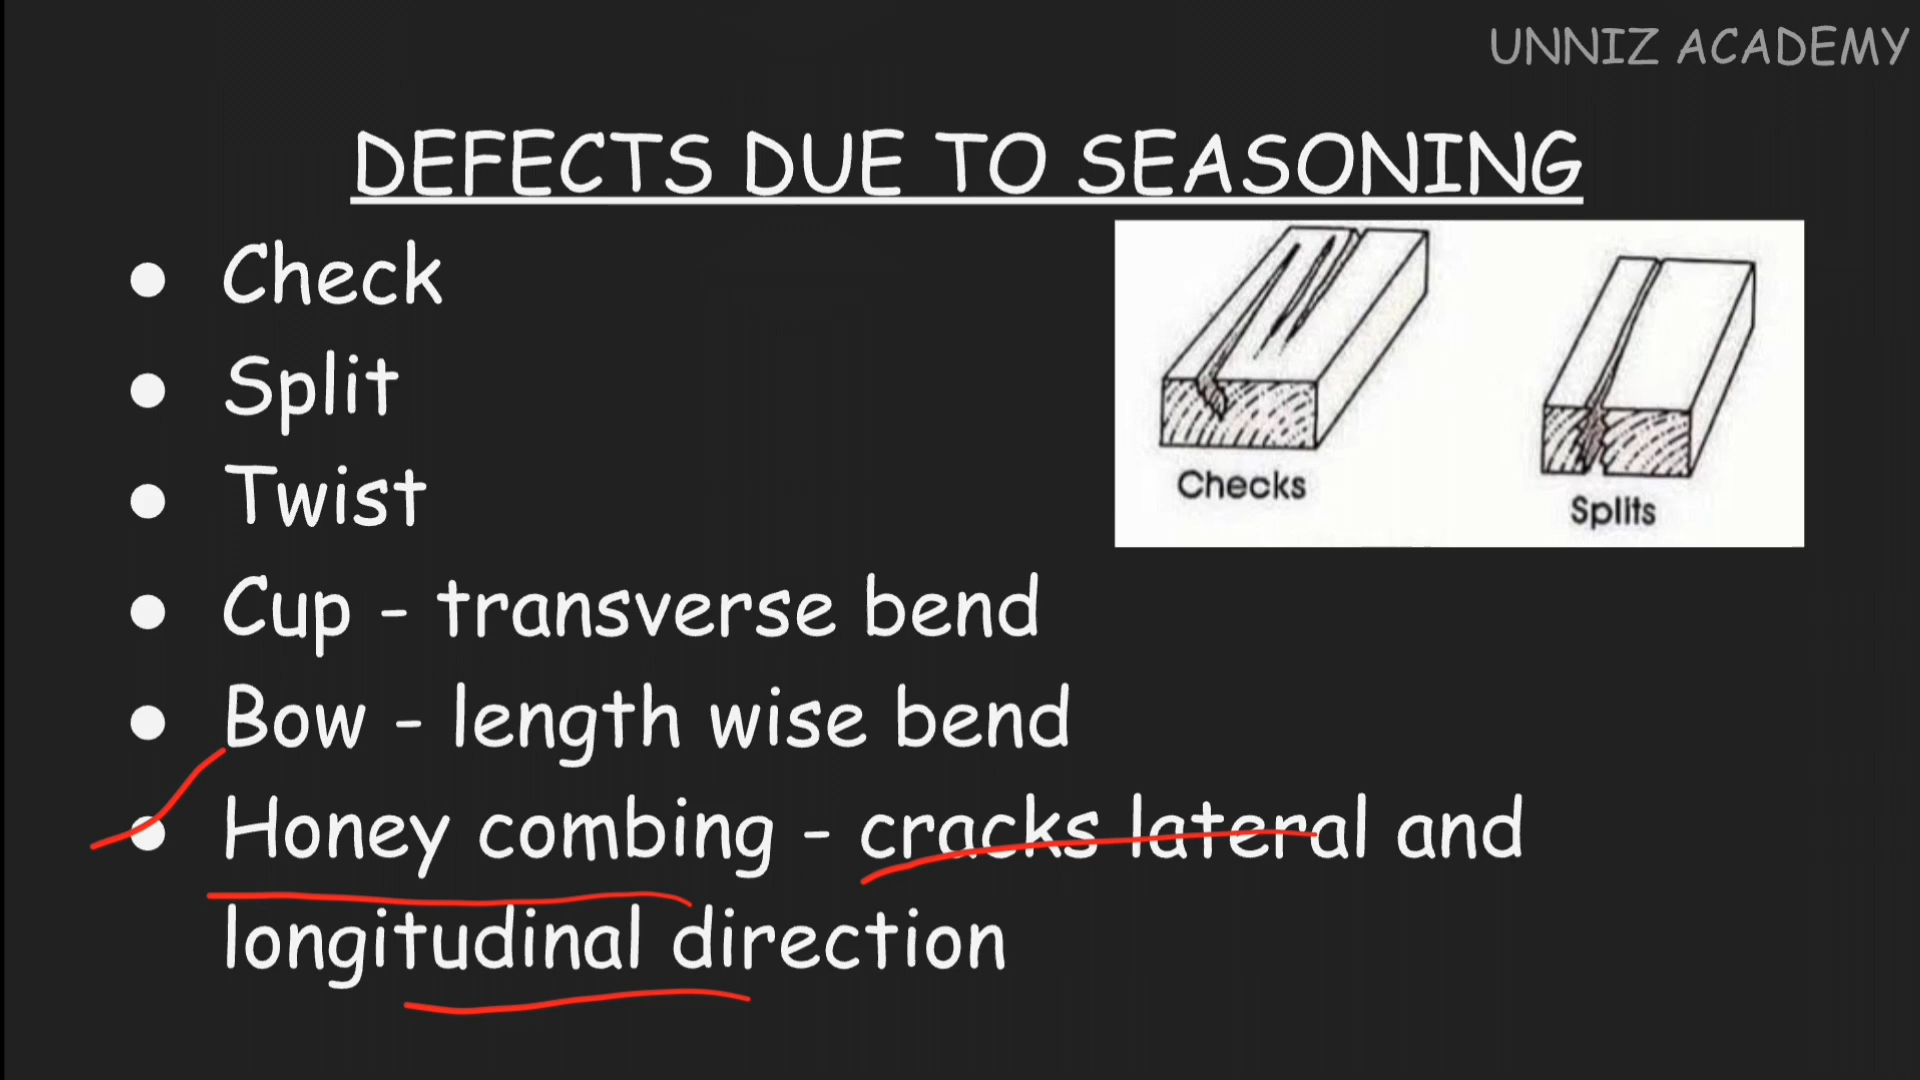 UNNIZ ACADEMY
DEFECTS DUE TO SEASONING
● Check
● Split
● Twist
● Cup - transverse bend
● Bow - length wise bend
● Honey combing - cracks lateral and
longitudinal direction
Checks
Splits